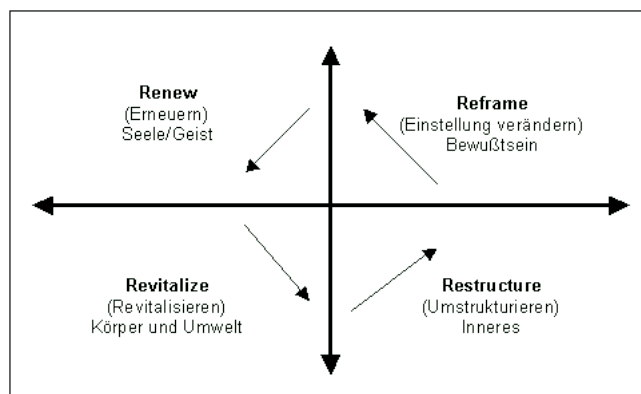 Renew
(Erneuern)
Seele/Geist
Reframe
(Einstellung verändern)
Bewußtsein
Revitalize
(Revitalisieren)
Körper und Umwelt
Restructure
(Umstrukturieren)
Inneres